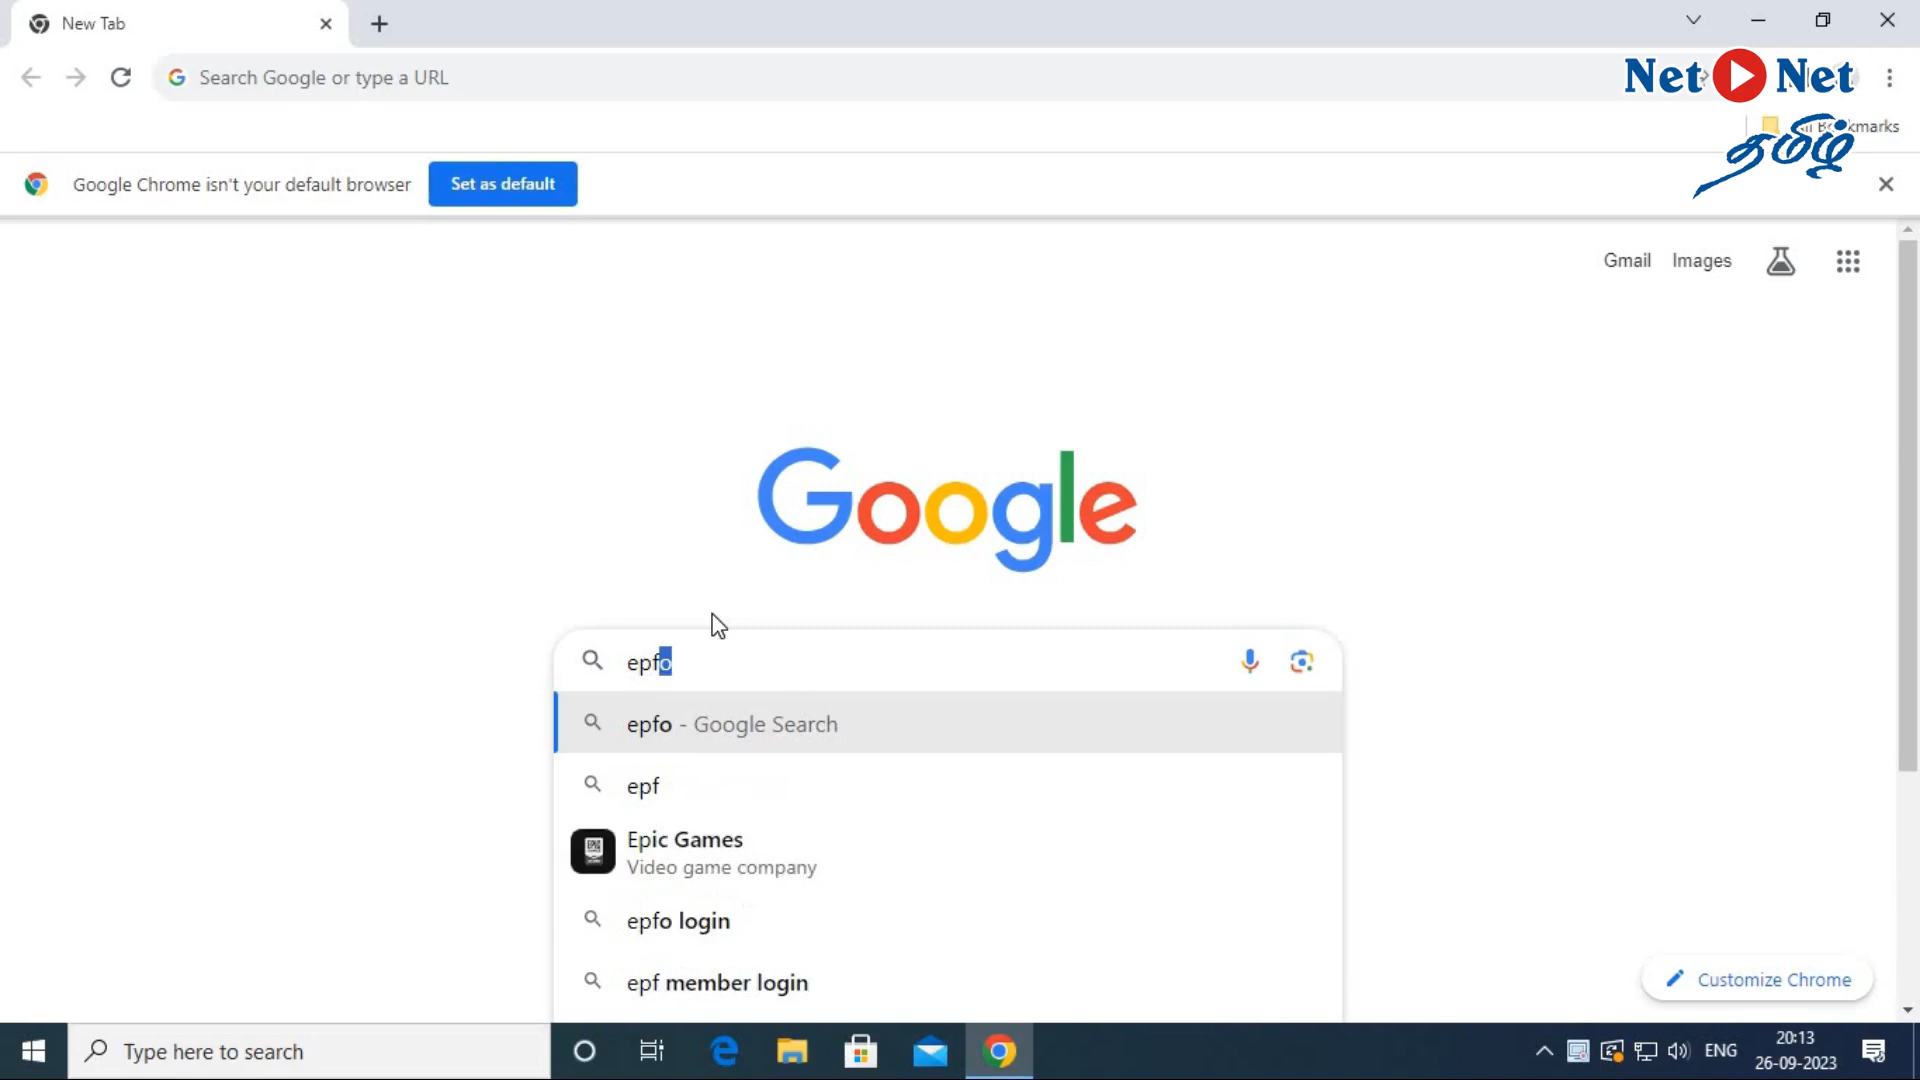 New Tab
Search Google or type a URL
Net Net
தமிழ்
Google Chrome isn't your default browser
Set as default
Gmail
Images
Google
epfo
epfo - Google Search
epf
Epic Games
Video game company
epfo login
epf member login
Customize Chrome
Type here to search
ENG
20:13
26-09-2023